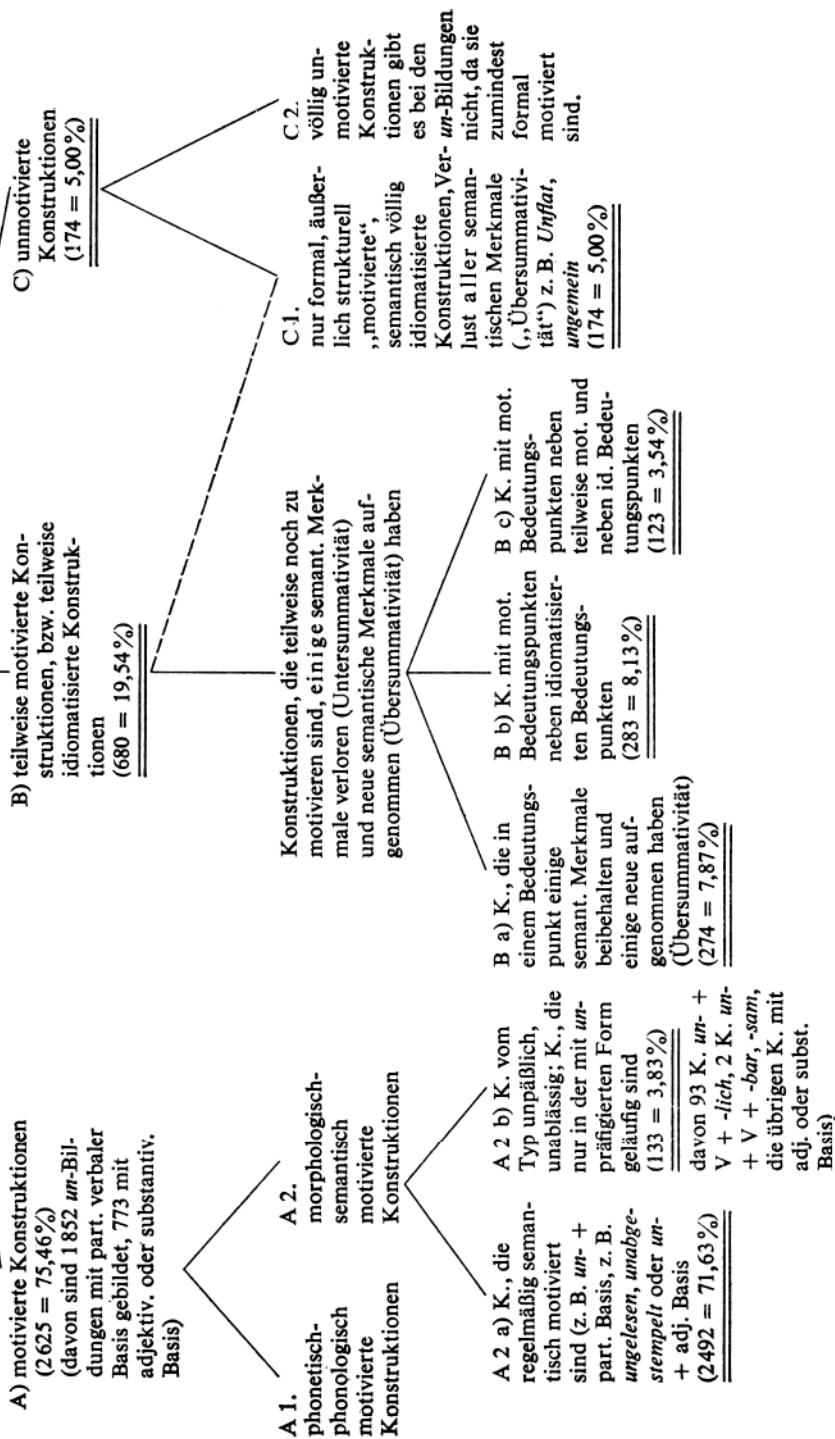 A) motivierte Konstruktionen
(2625 = 75,46%)
(davon sind 1852 un-Bil-
dungen mit part. verbaler
Basis gebildet, 773 mit
adjektiv. oder substantiv.
Basis)
A 1.
phonetisch-
phonologisch
motivierte
Konstruktionen
A 2.
morphologisch-
semantisch
motivierte
Konstruktionen
A 2 a) K., die
regelmäßig seman-
tisch motiviert
sind (z. B. un- +
part. Basis, z. B.
ungelesen, unabge-
stempelt oder un-
+ adj. Basis
(2492 = 71,63%)
A 2 b) K. vom
Typ unpäßlich,
unablässig; K., die
nur in der mit un-
präfigierten Form
geläufig sind
(133 = 3,83%)
davon 93 K. un- +
V + -lich, 2 K. un-
+ V + -bar, -sam,
die übrigen K. mit
adj. oder subst.
Basis)
B) teilweise motivierte Kon-
struktionen, bzw. teilweise
idiomatisierte Konstruk-
tionen
(680 = 19,54%)
Konstruktionen, die teilweise noch zu
motivieren sind, einige semant. Merk-
male verloren (Untersummativität)
und neue semantische Merkmale auf-
genommen (Übersummativität) haben
B a) K., die in
einem Bedeutungs-
punkt einige
semant. Merkmale
beibehalten und
einige neue auf-
genommen haben
(Übersummativität)
(274 = 7,87%)
B b) K. mit mot.
Bedeutungspunkten
neben idiomatisier-
ten Bedeutungs-
punkten
(283 = 8,13%)
B c) K. mit mot.
Bedeutungs-
punkten neben
teilweise mot. und
neben id. Bedeu-
tungspunkten
(123 = 3,54%)
C) unmotivierte
Konstruktionen
(174 = 5,00%)
C 1.
nur formal, äußer-
lich strukturell
„motivierte“,
semantisch völlig
idiomatisierte
Konstruktionen, Ver-
lust aller seman-
tischen Merkmale
(„Übersummativi-
tät“) z. B. Unflat,
ungemein
(174 = 5,00%)
C 2.
völlig un-
motivierte
Konstruk-
tionen gibt
es bei den
un-Bildungen
nicht, da sie
zumindest
formal
motiviert
sind.